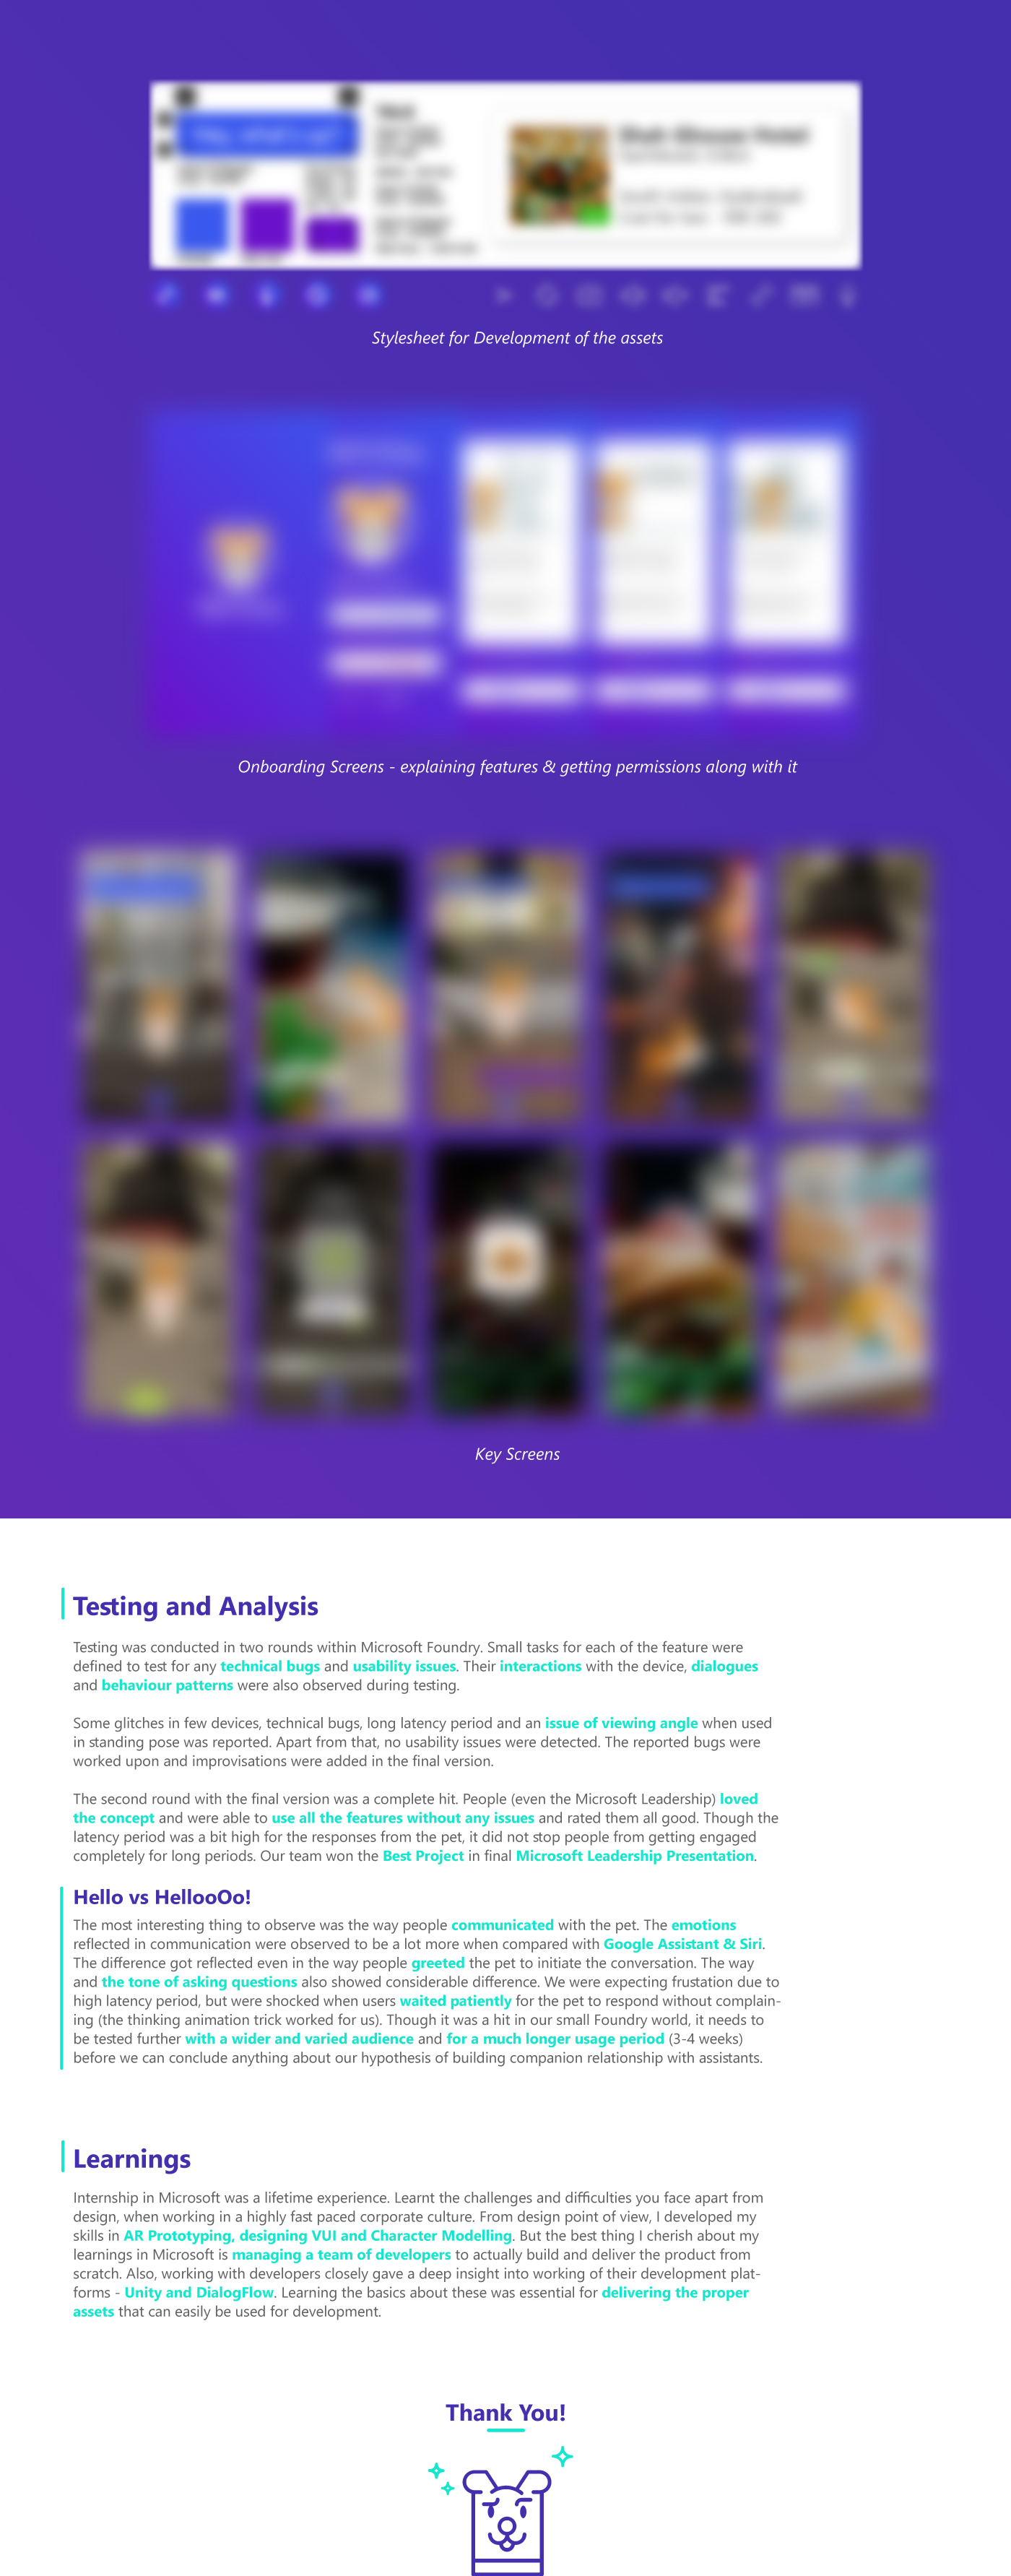 Stylesheet for Development of the assets
Onboarding Screens - explaining features & getting permissions along with it
Key Screens
Testing and Analysis
Testing was conducted in two rounds within Microsoft Foundry. Small tasks for each of the feature were
defined to test for any technical bugs and usability issues. Their interactions with the device, dialogues
and behaviour patterns were also observed during testing.
Some glitches in few devices, technical bugs, long latency period and an issue of viewing angle when used
in standing pose was reported. Apart from that, no usability issues were detected. The reported bugs were
worked upon and improvisations were added in the final version.
The second round with the final version was a complete hit. People (even the Microsoft Leadership) loved
the concept and were able to use all the features without any issues and rated them all good. Though the
latency period was a bit high for the responses from the pet, it did not stop people from getting engaged
completely for long periods. Our team won the Best Project in final Microsoft Leadership Presentation.
Hello vs HellooOo!
The most interesting thing to observe was the way people communicated with the pet. The emotions
reflected in communication were observed to be a lot more when compared with Google Assistant & Siri.
The difference got reflected even in the way people greeted the pet to initiate the conversation. The way
and the tone of asking questions also showed considerable difference. We were expecting frustation due to
high latency period, but were shocked when users waited patiently for the pet to respond without complain-
ing (the thinking animation trick worked for us). Though it was a hit in our small Foundry world, it needs to
be tested further with a wider and varied audience and for a much longer usage period (3-4 weeks)
before we can conclude anything about our hypothesis of building companion relationship with assistants.
Learnings
Internship in Microsoft was a lifetime experience. Learnt the challenges and difficulties you face apart from
design, when working in a highly fast paced corporate culture. From design point of view, I developed my
skills in AR Prototyping, designing VUI and Character Modelling. But the best thing I cherish about my
learnings in Microsoft is managing a team of developers to actually build and deliver the product from
scratch. Also, working with developers closely gave a deep insight into working of their development plat-
forms - Unity and DialogFlow. Learning the basics about these was essential for delivering the proper
assets that can easily be used for development.
Thank You!